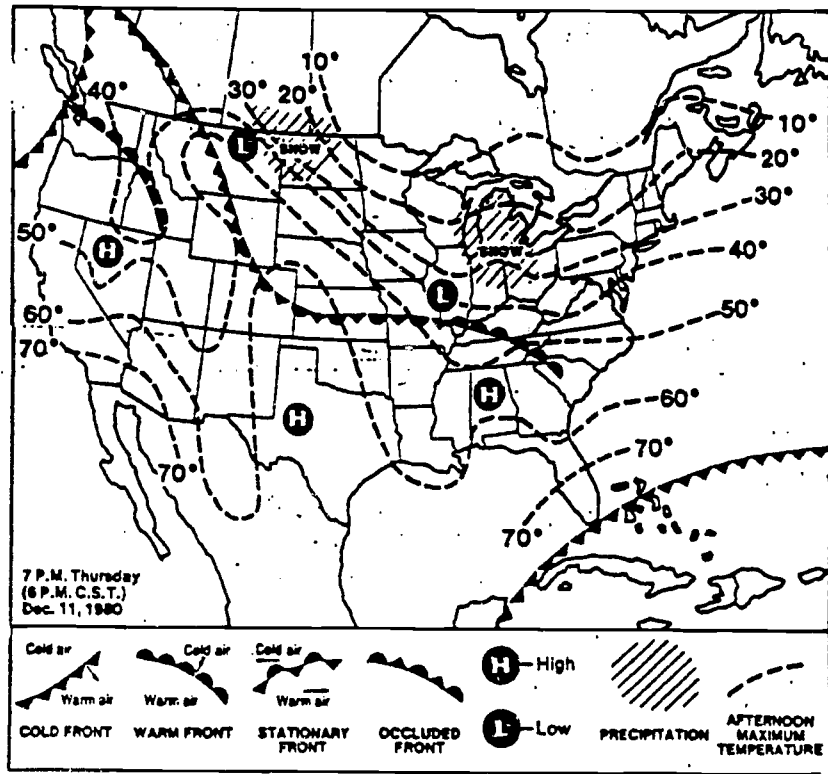 10°
30°
20°
40°
SNOW
L
10°
20°
30°
50°
H
SNOW
40°
L
60°
50°
70°
H
60°
H
70°
70°
70°
7 P.M. Thursday
(6 P.M. C.S.T.)
Dec. 11, 1980
Cold air
Warm air
COLD FRONT
Cold air
Warm air
WARM FRONT
Cold air
Warm air
STATIONARY
FRONT
OCCLUDED
FRONT
H High
L Low
PRECIPITATION
AFTERNOON
MAXIMUM
TEMPERATURE